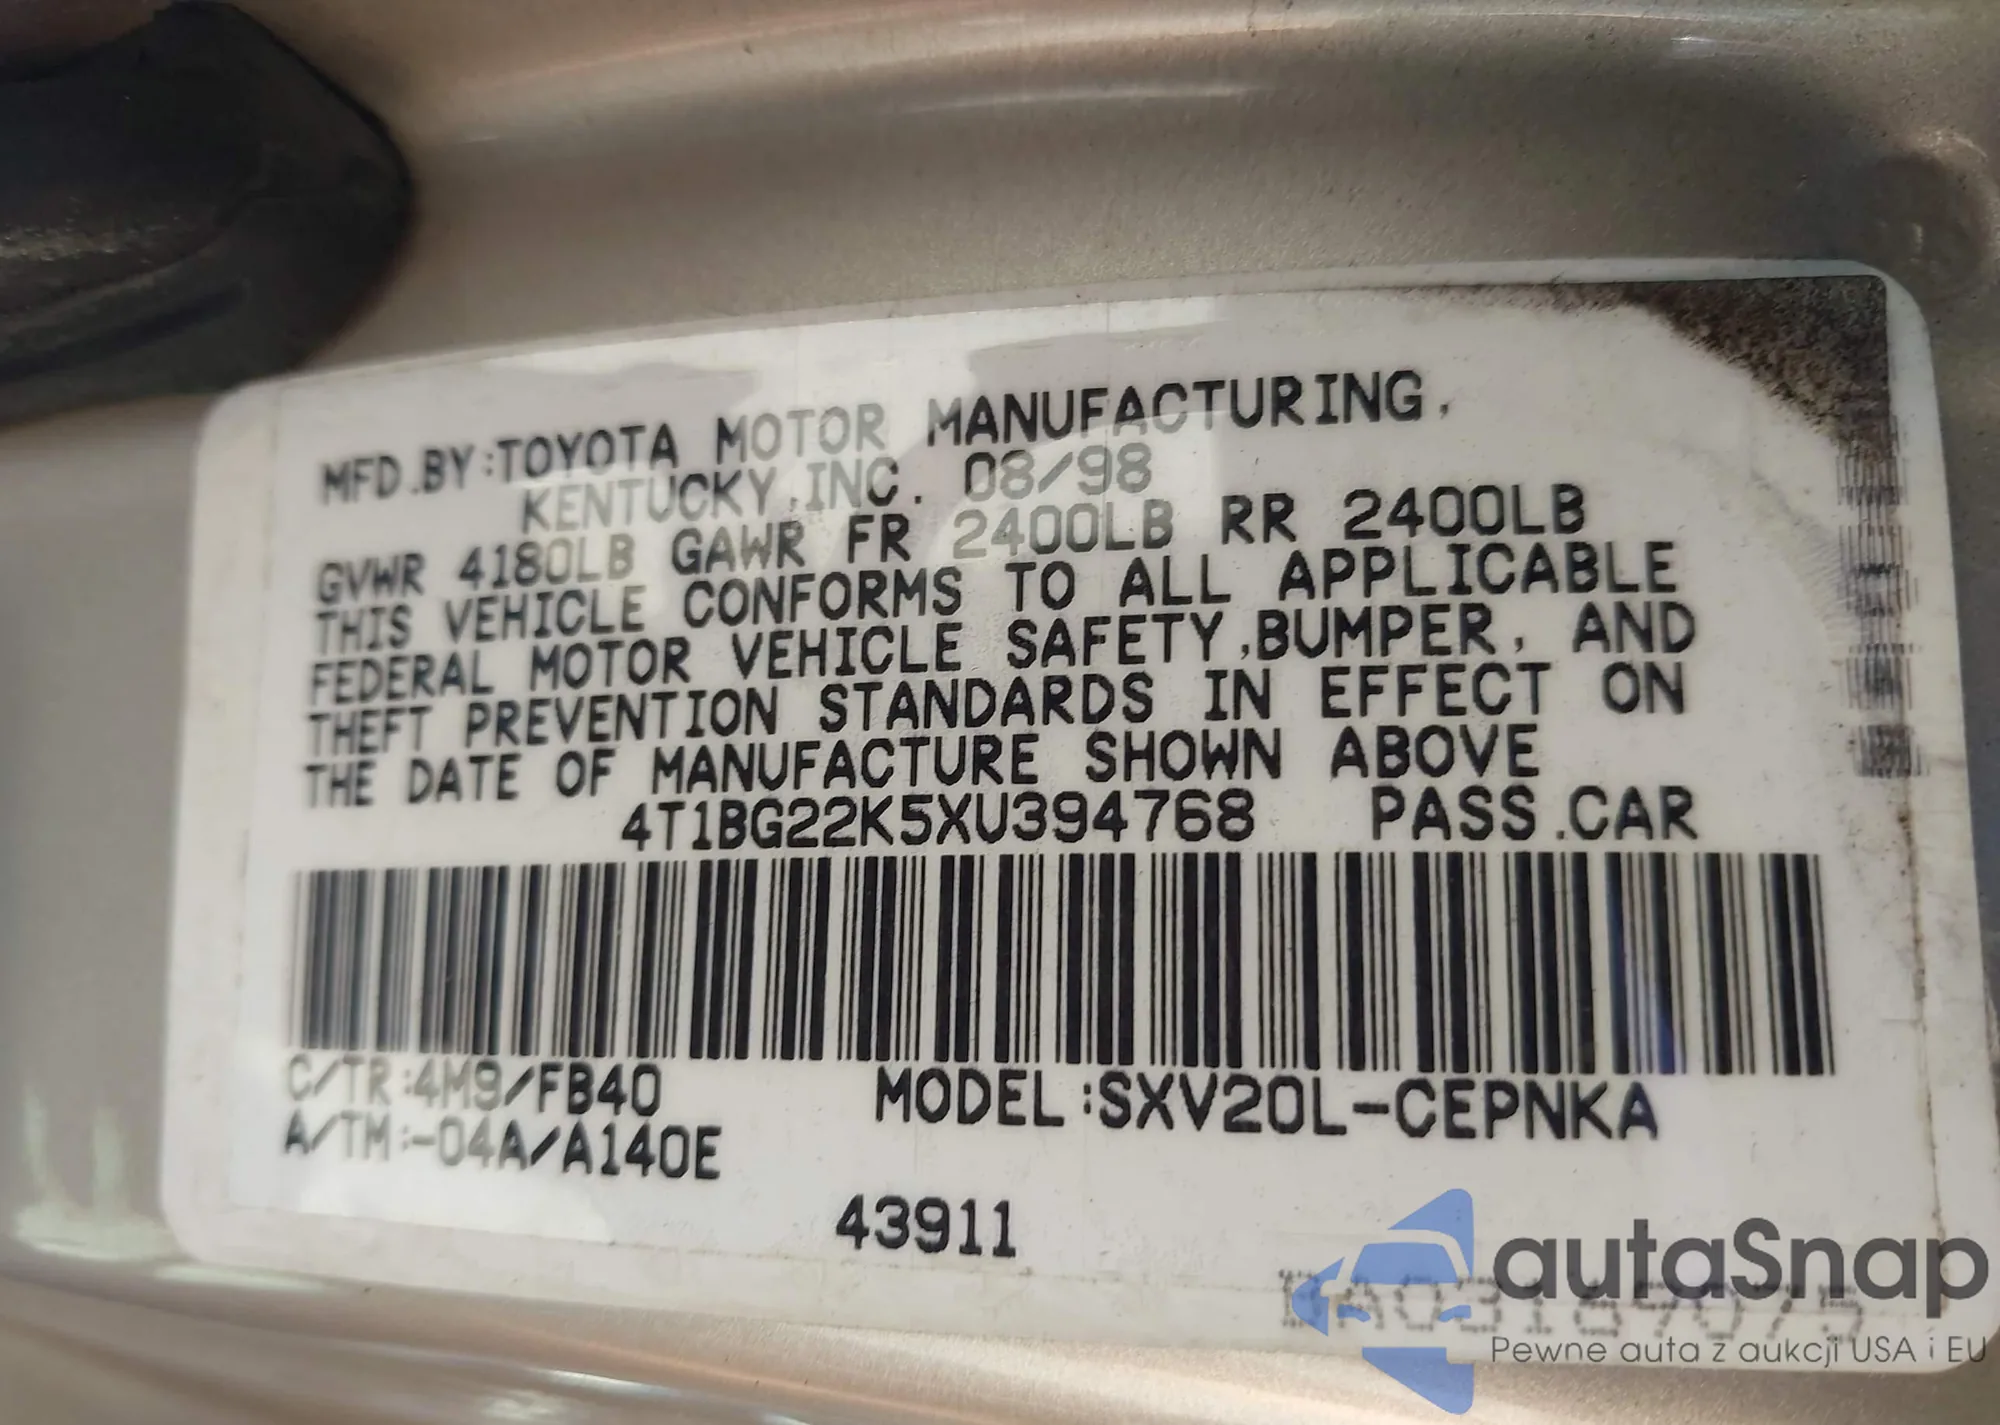 MFD.BY:TOYOTA MOTOR MANUFACTURING,
KENTUCKY,INC. 08/98
GVWR 4180LB GAWR FR 2400LB RR 2400LB
THIS VEHICLE CONFORMS TO ALL APPLICABLE
FEDERAL MOTOR VEHICLE SAFETY,BUMPER, AND
THEFT PREVENTION STANDARDS IN EFFECT ON
THE DATE OF MANUFACTURE SHOWN ABOVE
4T1BG22K5XU394768 PASS.CAR
C/TR:4M9/FB40 MODEL:SXV20L-CEPNKA
A/TM:-04A/A140E
43911
autaSnap
Pewne auta z aukcji USA i EU